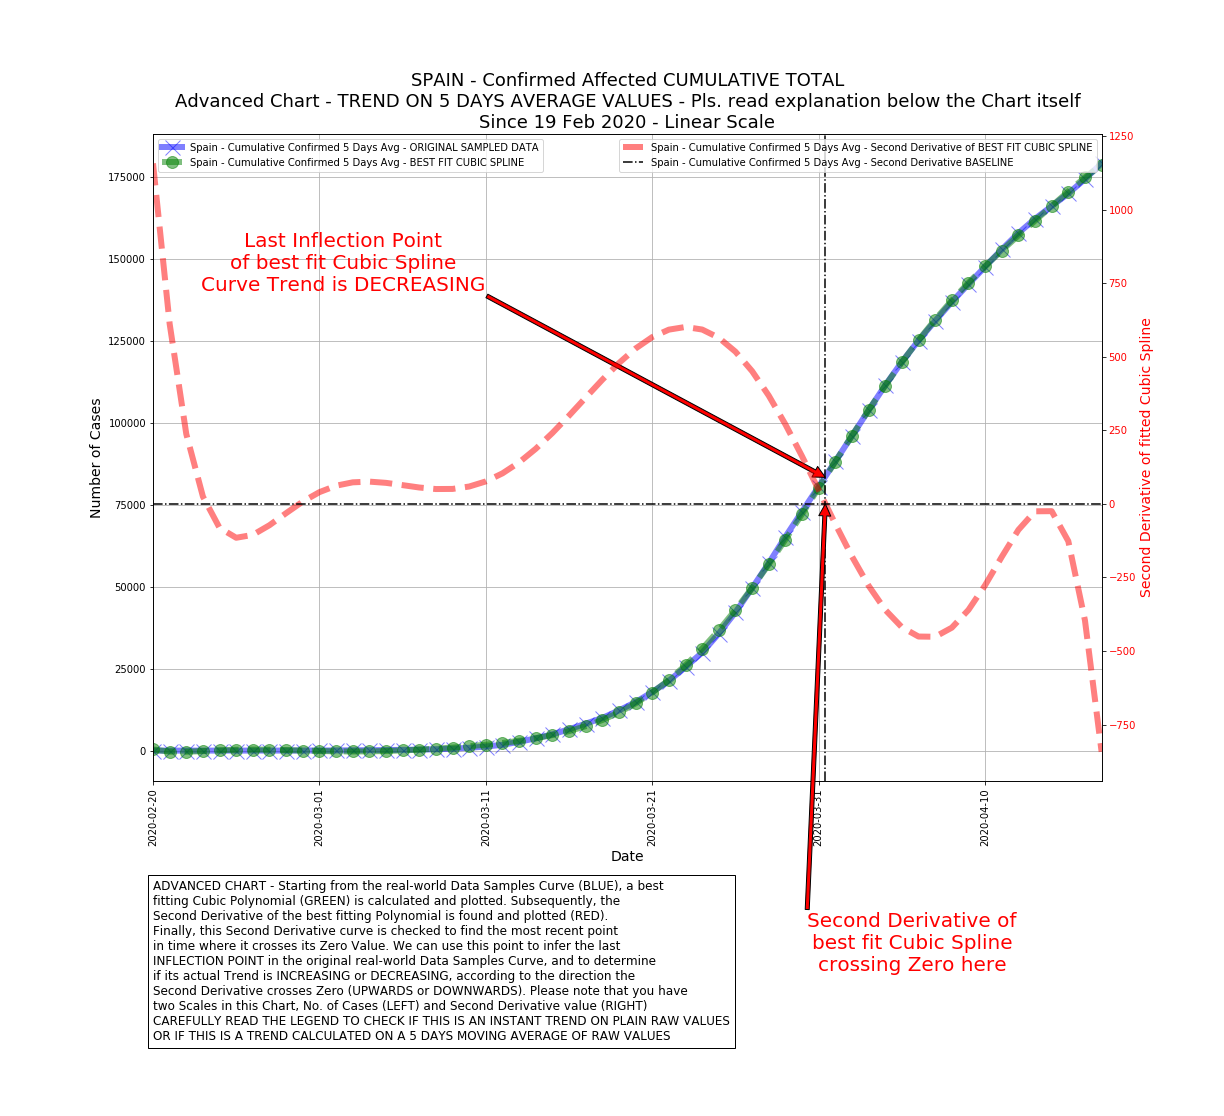 SPAIN - Confirmed Affected CUMULATIVE TOTAL
Advanced Chart - TREND ON 5 DAYS AVERAGE VALUES - Pls. read explanation below the Chart itself
Since 19 Feb 2020 - Linear Scale
Spain - Cumulative Confirmed 5 Days Avg - ORIGINAL SAMPLED DATA
Spain - Cumulative Confirmed 5 Days Avg - BEST FIT CUBIC SPLINE
Spain - Cumulative Confirmed 5 Days Avg - Second Derivative of BEST FIT CUBIC SPLINE
Spain - Cumulative Confirmed 5 Days Avg - Second Derivative BASELINE
Last Inflection Point
of best fit Cubic Spline
Curve Trend is DECREASING
Number of Cases
175000
150000
125000
100000
75000
50000
25000
0
1250
1000
750
500
250
0
−250
−500
−750
Second Derivative of fitted Cubic Spline
2020-02-20
2020-03-01
2020-03-11
2020-03-21
2020-03-31
2020-04-10
Date
Second Derivative of
best fit Cubic Spline
crossing Zero here
ADVANCED CHART - Starting from the real-world Data Samples Curve (BLUE), a best
fitting Cubic Polynomial (GREEN) is calculated and plotted. Subsequently, the
Second Derivative of the best fitting Polynomial is found and plotted (RED).
Finally, this Second Derivative curve is checked to find the most recent point
in time where it crosses its Zero Value. We can use this point to infer the last
INFLECTION POINT in the original real-world Data Samples Curve, and to determine
if its actual Trend is INCREASING or DECREASING, according to the direction the
Second Derivative crosses Zero (UPWARDS or DOWNWARDS). Please note that you have
two Scales in this Chart, No. of Cases (LEFT) and Second Derivative value (RIGHT)
CAREFULLY READ THE LEGEND TO CHECK IF THIS IS AN INSTANT TREND ON PLAIN RAW VALUES
OR IF THIS IS A TREND CALCULATED ON A 5 DAYS MOVING AVERAGE OF RAW VALUES